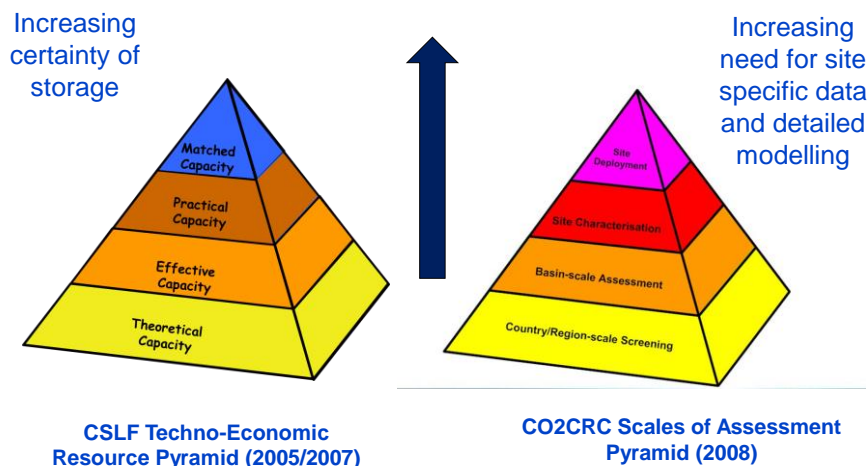 Increasing
certainty of
storage
Matched
Capacity
Practical
Capacity
Effective
Capacity
Theoretical
Capacity
CSLF Techno-Economic
Resource Pyramid (2005/2007)
Increasing
need for site
specific data
and detailed
modelling
Site
Deployment
Site Characterisation
Basin-scale Assessment
Country/Region-scale Screening
CO2CRC Scales of Assessment
Pyramid (2008)